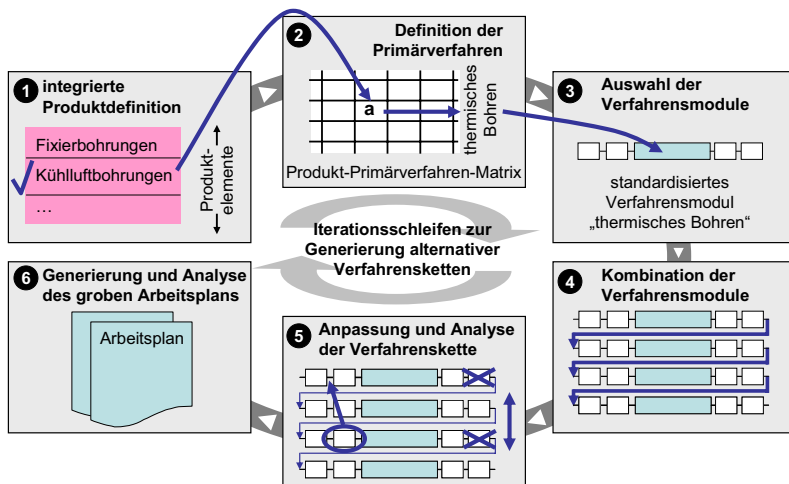 1 integrierte
Produktdefinition
Fixierbohrungen
Kühlluftbohrungen
…
Produkt-
elemente
2 Definition der
Primärverfahren
a
thermisches
Bohren
Produkt-Primärverfahren-Matrix
3 Auswahl der
Verfahrensmodule
standardisiertes
Verfahrensmodul
„thermisches Bohren“
Iterationsschleifen zur
Generierung alternativer
Verfahrensketten
4 Kombination der
Verfahrensmodule
5 Anpassung und Analyse
der Verfahrenskette
6 Generierung und Analyse
des groben Arbeitsplans
Arbeitsplan